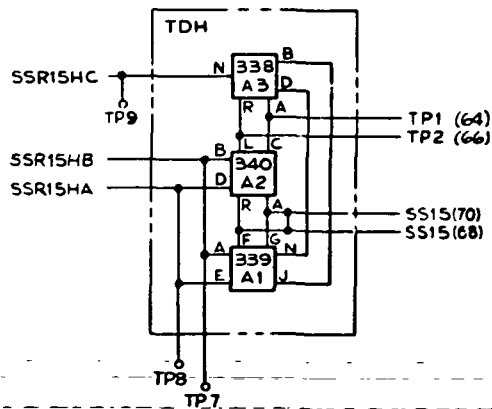 TDH
B
SSR15HC N 338 D
A3
R A
TP9
TP1 (64)
TP2 (66)
L C
SSR15HB B 340
SSR15HA D A2
R A
SS15(70)
SS15(68)
F G
A 339 N
E A1 J
TP8
TP7